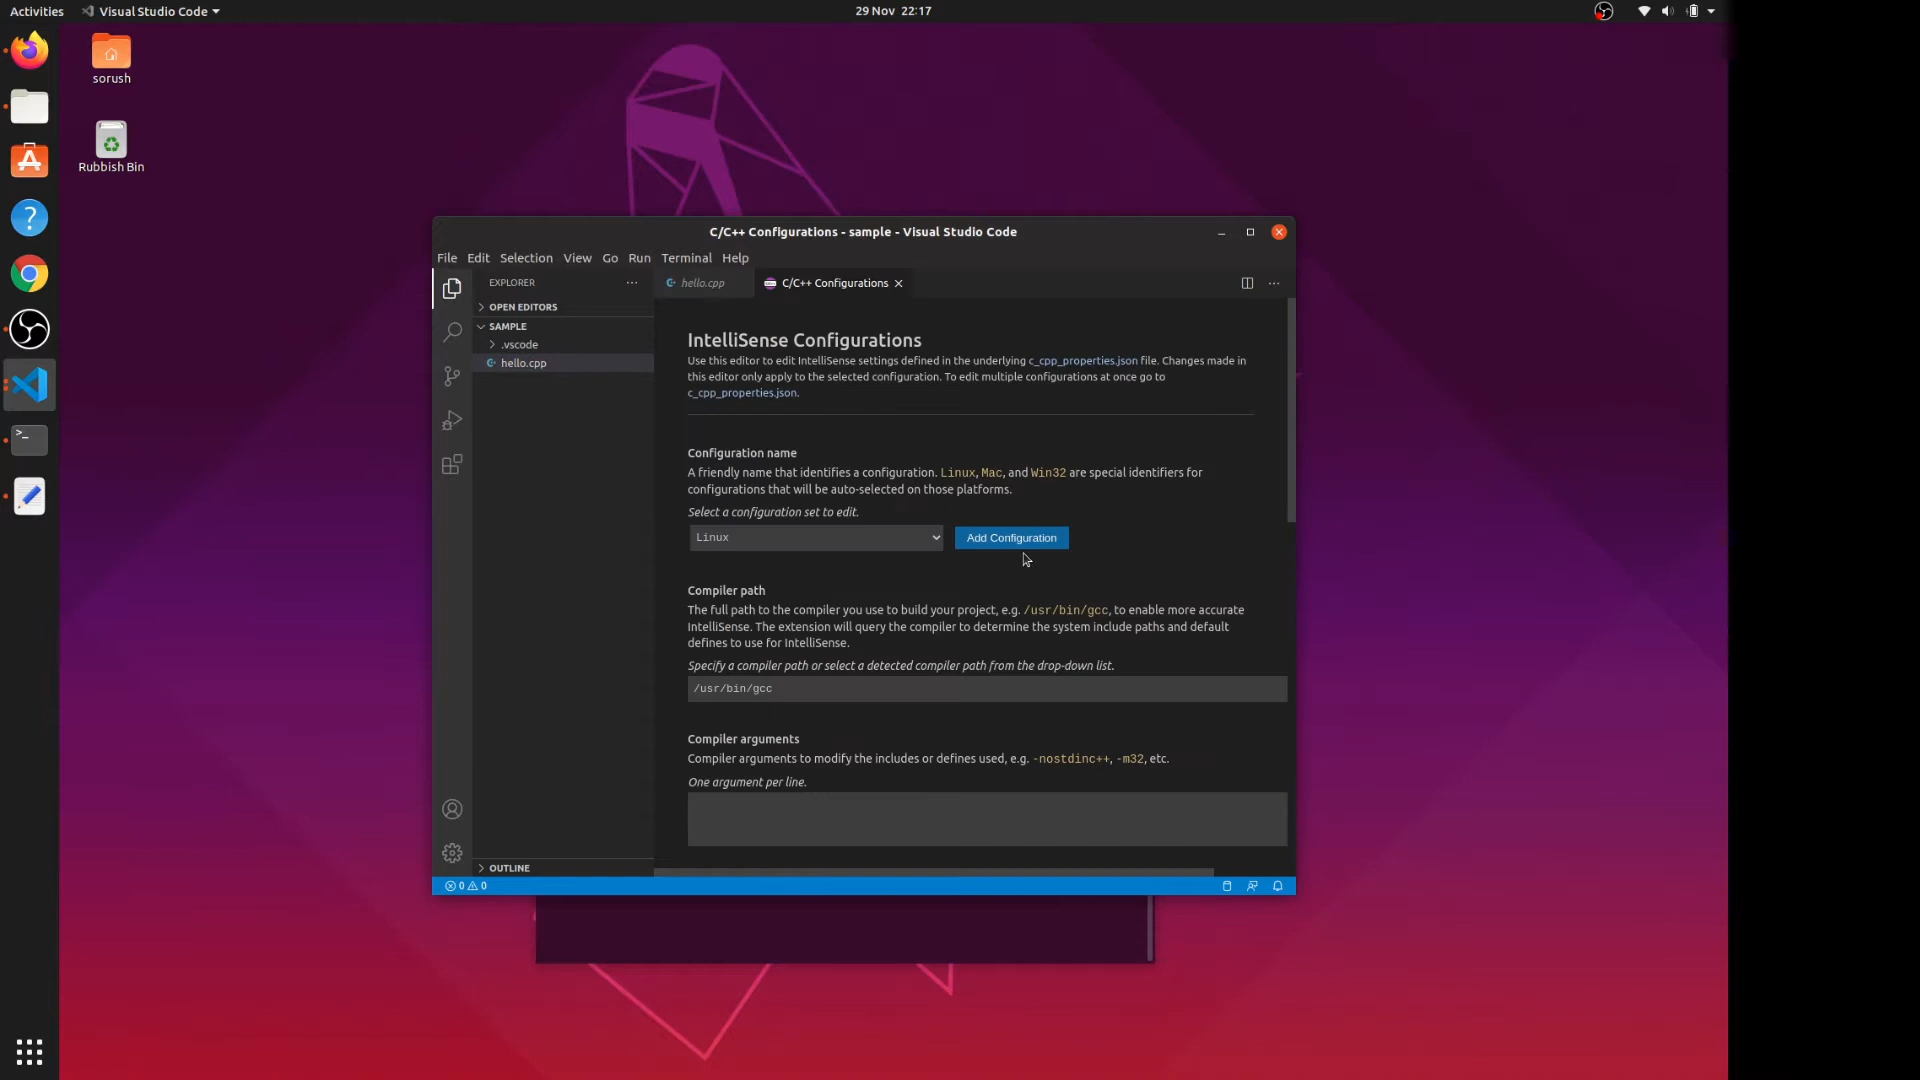 Activities
Visual Studio Code
29 Nov 22:17
sorush
Rubbish Bin
C/C++ Configurations - sample - Visual Studio Code
File Edit Selection View Go Run Terminal Help
EXPLORER
hello.cpp
C/C++ Configurations
OPEN EDITORS
SAMPLE
.vscode
hello.cpp
OUTLINE
IntelliSense Configurations
Use this editor to edit IntelliSense settings defined in the underlying c_cpp_properties.json file. Changes made in
this editor only apply to the selected configuration. To edit multiple configurations at once go to
c_cpp_properties.json.
Configuration name
A friendly name that identifies a configuration. Linux, Mac, and Win32 are special identifiers for
configurations that will be auto-selected on those platforms.
Select a configuration set to edit.
Linux
Add Configuration
Compiler path
The full path to the compiler you use to build your project, e.g. /usr/bin/gcc, to enable more accurate
IntelliSense. The extension will query the compiler to determine the system include paths and default
defines to use for IntelliSense.
Specify a compiler path or select a detected compiler path from the drop-down list.
/usr/bin/gcc
Compiler arguments
Compiler arguments to modify the includes or defines used, e.g. -nostdinc++, -m32, etc.
One argument per line.
0 0